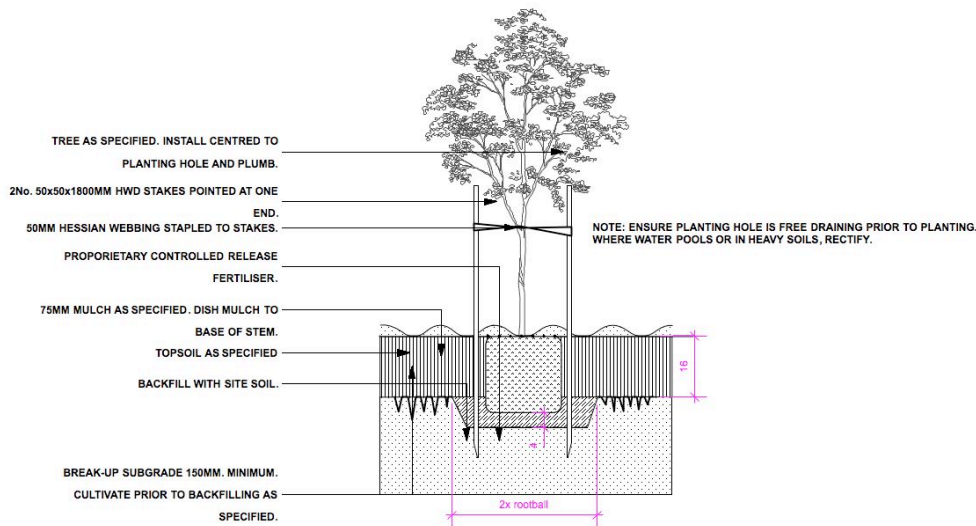 TREE AS SPECIFIED. INSTALL CENTRED TO
PLANTING HOLE AND PLUMB.
2No. 50x50x1800MM HWD STAKES POINTED AT ONE
END.
50MM HESSIAN WEBBING STAPLED TO STAKES.
PROPORIETARY CONTROLLED RELEASE
FERTILISER.
75MM MULCH AS SPECIFIED. DISH MULCH TO
BASE OF STEM.
TOPSOIL AS SPECIFIED
BACKFILL WITH SITE SOIL.
BREAK-UP SUBGRADE 150MM. MINIMUM.
CULTIVATE PRIOR TO BACKFILLING AS
SPECIFIED.
NOTE: ENSURE PLANTING HOLE IS FREE DRAINING PRIOR TO PLANTING.
WHERE WATER POOLS OR IN HEAVY SOILS, RECTIFY.
16
4
2x rootball